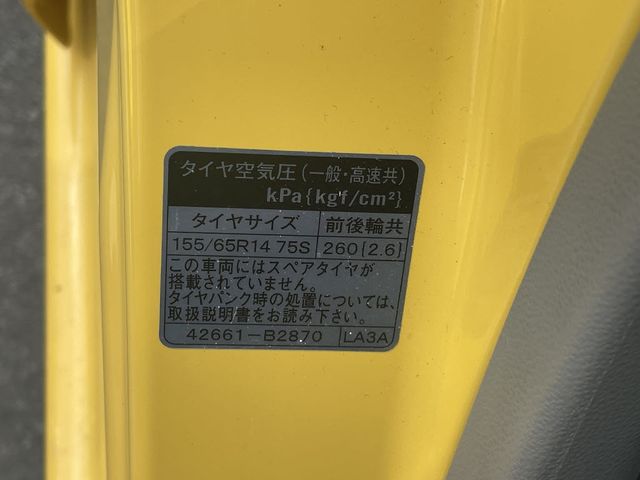 タイヤ空気圧(一般・高速共)
kPa{kgf/cm²}
タイヤサイズ 前後輪共
155/65R14 75S 260{2.6}
この車両にはスペアタイヤが
搭載されていません。
タイヤパンク時の処置については、
取扱説明書をお読み下さい。
42661-B2870 LA3A